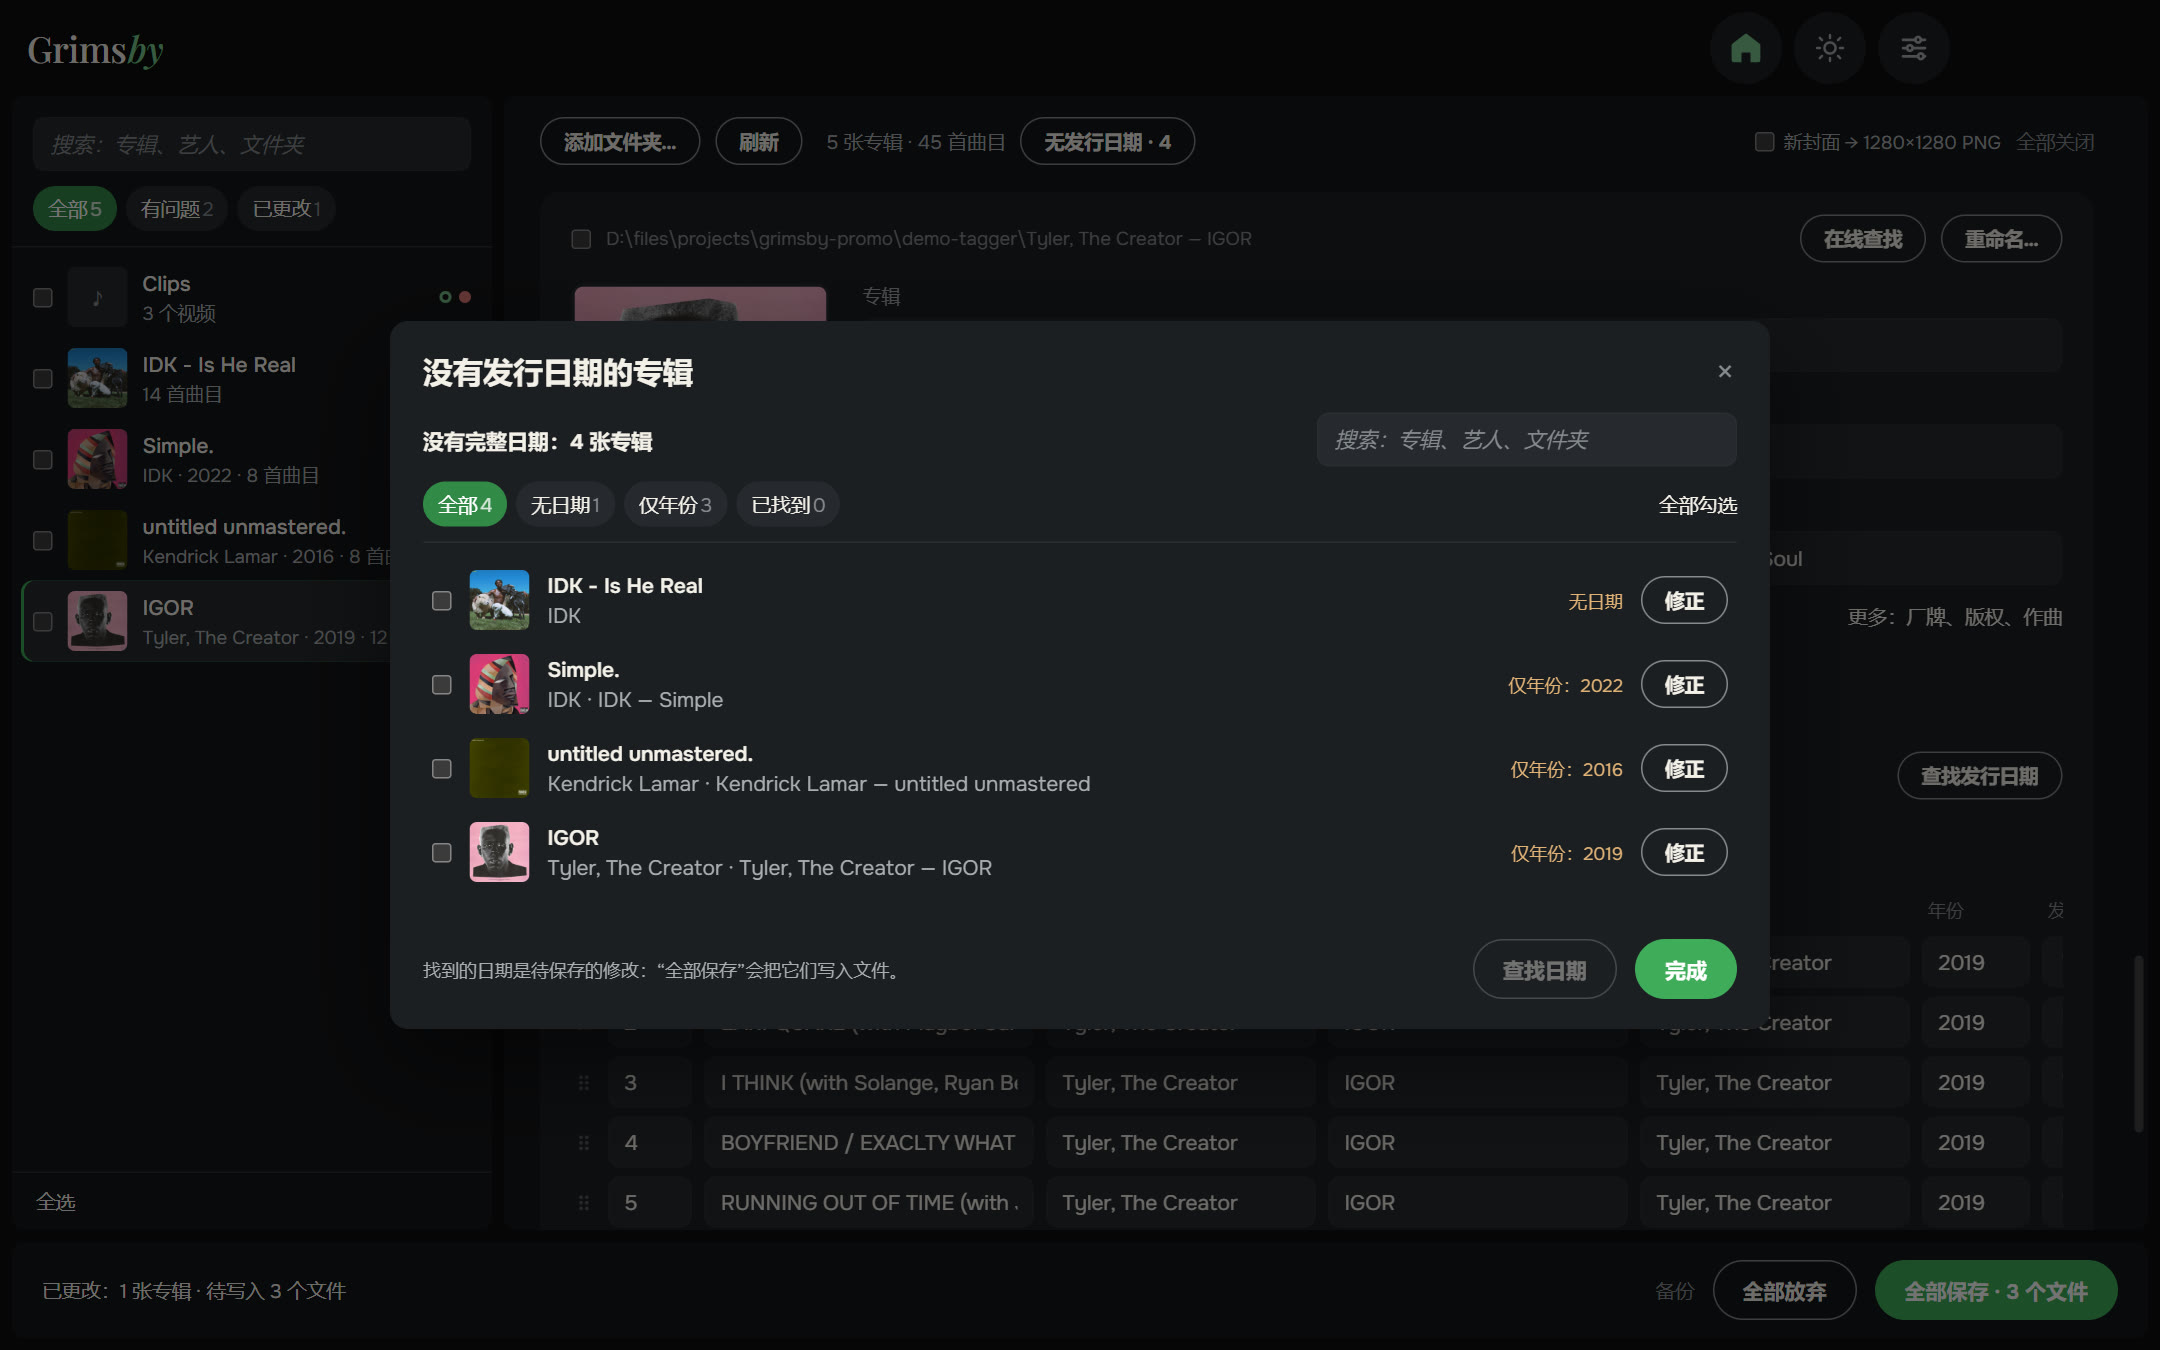 Grimsby
搜索：专辑、艺人、文件夹
全部 5 有问题 2 已更改 1
Clips
3 个视频
IDK - Is He Real
14 首曲目
Simple.
IDK · 2022 · 8 首曲目
untitled unmastered.
Kendrick Lamar · 2016 · 8 首
IGOR
Tyler, The Creator · 2019 · 12
全选
添加文件夹... 刷新 5 张专辑 · 45 首曲目 无发行日期 · 4 新封面 → 1280×1280 PNG 全部关闭
D:\files\projects\grimsby-promo\demo-tagger\Tyler, The Creator — IGOR 在线查找 重命名...
专辑
没有发行日期的专辑 ×
没有完整日期：4 张专辑 搜索：专辑、艺人、文件夹
全部 4 无日期 1 仅年份 3 已找到 0 全部勾选
IDK - Is He Real
IDK
无日期 修正
Simple.
IDK · IDK — Simple
仅年份：2022 修正
untitled unmastered.
Kendrick Lamar · Kendrick Lamar — untitled unmastered
仅年份：2016 修正
IGOR
Tyler, The Creator · Tyler, The Creator — IGOR
仅年份：2019 修正
找到的日期是待保存的修改：“全部保存”会把它们写入文件。 查找日期 完成
Soul
更多：厂牌、版权、作曲
查找发行日期
年份 发
reator 2019
Creator 2019
3 I THINK (with Solange, Ryan Be Tyler, The Creator IGOR Tyler, The Creator 2019
4 BOYFRIEND / EXACLTY WHAT Tyler, The Creator IGOR Tyler, The Creator 2019
5 RUNNING OUT OF TIME (with Tyler, The Creator IGOR Tyler, The Creator 2019
已更改：1 张专辑 · 待写入 3 个文件 备份 全部放弃 全部保存 · 3 个文件